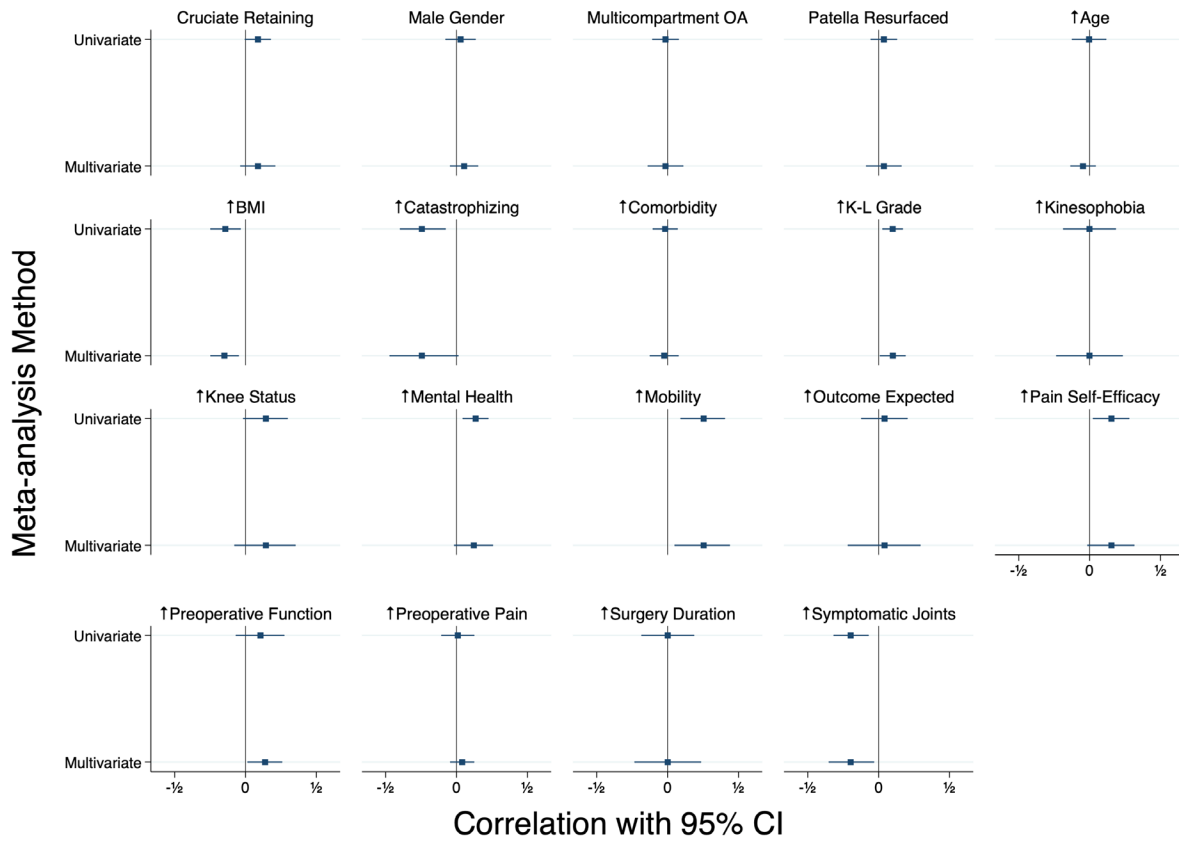 Cruciate Retaining
Male Gender
Multicompartment OA
Patella Resurfaced
↑Age
Univariate
Multivariate
↑BMI
↑Catastrophizing
↑Comorbidity
↑K-L Grade
↑Kinesophobia
Univariate
Multivariate
↑Knee Status
↑Mental Health
↑Mobility
↑Outcome Expected
↑Pain Self-Efficacy
Univariate
Multivariate
-½ 0 ½
↑Preoperative Function
↑Preoperative Pain
↑Surgery Duration
↑Symptomatic Joints
Univariate
Multivariate
-½ 0 ½
-½ 0 ½
-½ 0 ½
-½ 0 ½
Meta-analysis Method
Correlation with 95% CI